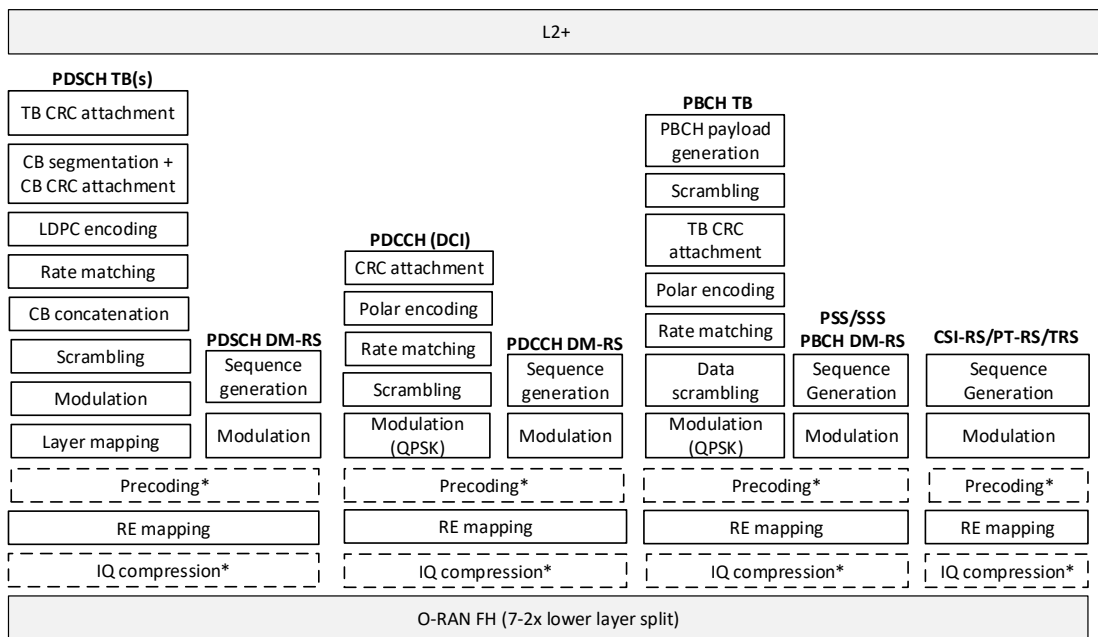 L2+
PDSCH TB(s)
TB CRC attachment
CB segmentation +
CB CRC attachment
LDPC encoding
Rate matching
CB concatenation
Scrambling
Modulation
Layer mapping
PDSCH DM-RS
Sequence
generation
Modulation
Precoding*
RE mapping
IQ compression*
PDCCH (DCI)
CRC attachment
Polar encoding
Rate matching
Scrambling
Modulation
(QPSK)
PDCCH DM-RS
Sequence
generation
Modulation
Precoding*
RE mapping
IQ compression*
PBCH TB
PBCH payload
generation
Scrambling
TB CRC
attachment
Polar encoding
Rate matching
Data
scrambling
Modulation
(QPSK)
PSS/SSS
PBCH DM-RS
Sequence
Generation
Modulation
Precoding*
RE mapping
IQ compression*
CSI-RS/PT-RS/TRS
Sequence
Generation
Modulation
Precoding*
RE mapping
IQ compression*
O-RAN FH (7-2x lower layer split)